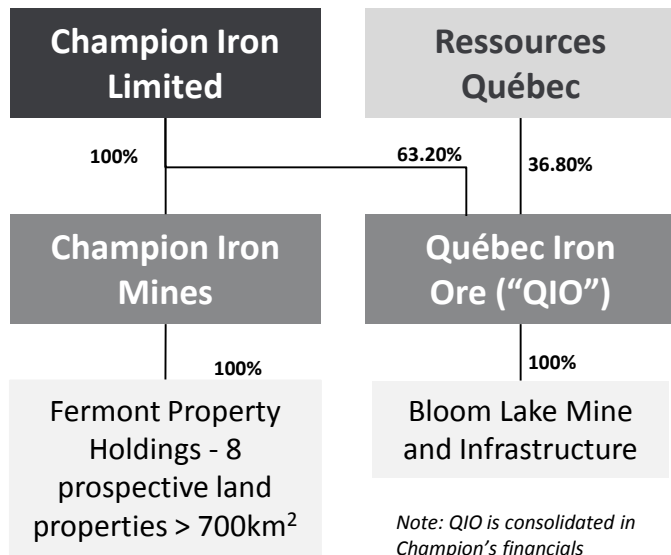 Champion Iron
Limited
Ressources
Québec
100%
63.20%
36.80%
Champion Iron
Mines
Québec Iron
Ore (“QIO”)
100%
100%
Fermont Property
Holdings - 8
prospective land
properties > 700km²
Bloom Lake Mine
and Infrastructure
Note: QIO is consolidated in
Champion’s financials